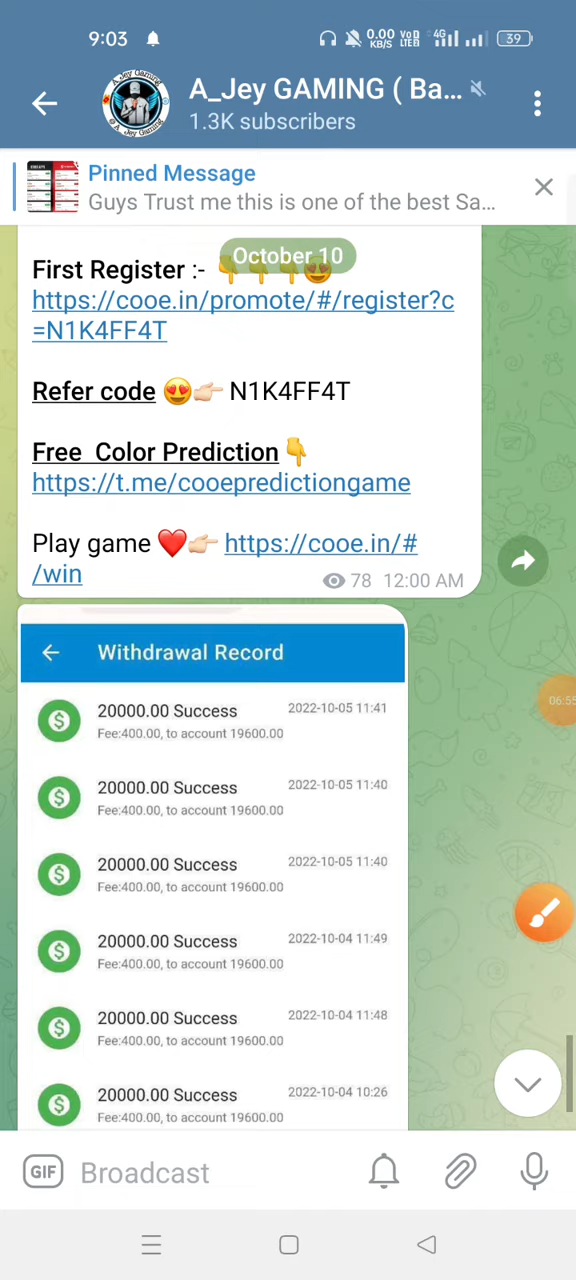 9:03
0.00 KB/S
VoD LTE
4G
39
A_Jey GAMING ( Ba...
1.3K subscribers
Pinned Message
Guys Trust me this is one of the best Sa...
October 10
First Register :- 👇👇👇👇😍
https://cooe.in/promote/#/register?c
=N1K4FF4T
Refer code 😍👉🏻 N1K4FF4T
Free Color Prediction👇
https://t.me/cooepredictiongame
Play game ❤️👉🏻 https://cooe.in/#
/win
78 12:00 AM
Withdrawal Record
20000.00 Success 2022-10-05 11:41
Fee:400.00, to account 19600.00
20000.00 Success 2022-10-05 11:40
Fee:400.00, to account 19600.00
20000.00 Success 2022-10-05 11:40
Fee:400.00, to account 19600.00
06:55
20000.00 Success 2022-10-04 11:49
Fee:400.00, to account 19600.00
20000.00 Success 2022-10-04 11:48
Fee:400.00, to account 19600.00
20000.00 Success 2022-10-04 10:26
Fee:400.00, to account 19600.00
GIF Broadcast